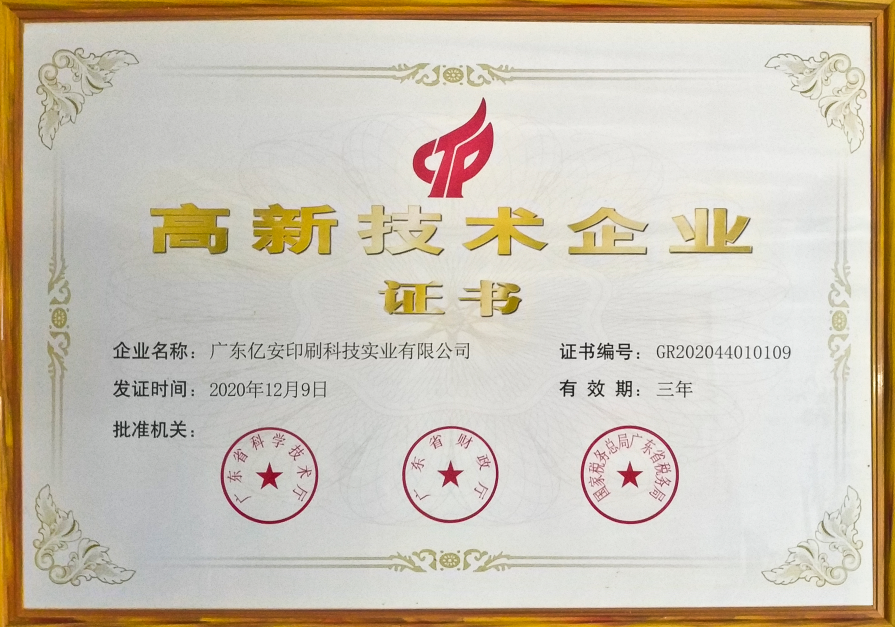 CTP
高新技术企业
证书
企业名称：广东亿安印刷科技实业有限公司
证书编号：GR202044010109
发证时间：2020年12月9日
有效期：三年
批准机关：
广东省科学技术厅
广东省财政厅
国家税务总局广东省税务局